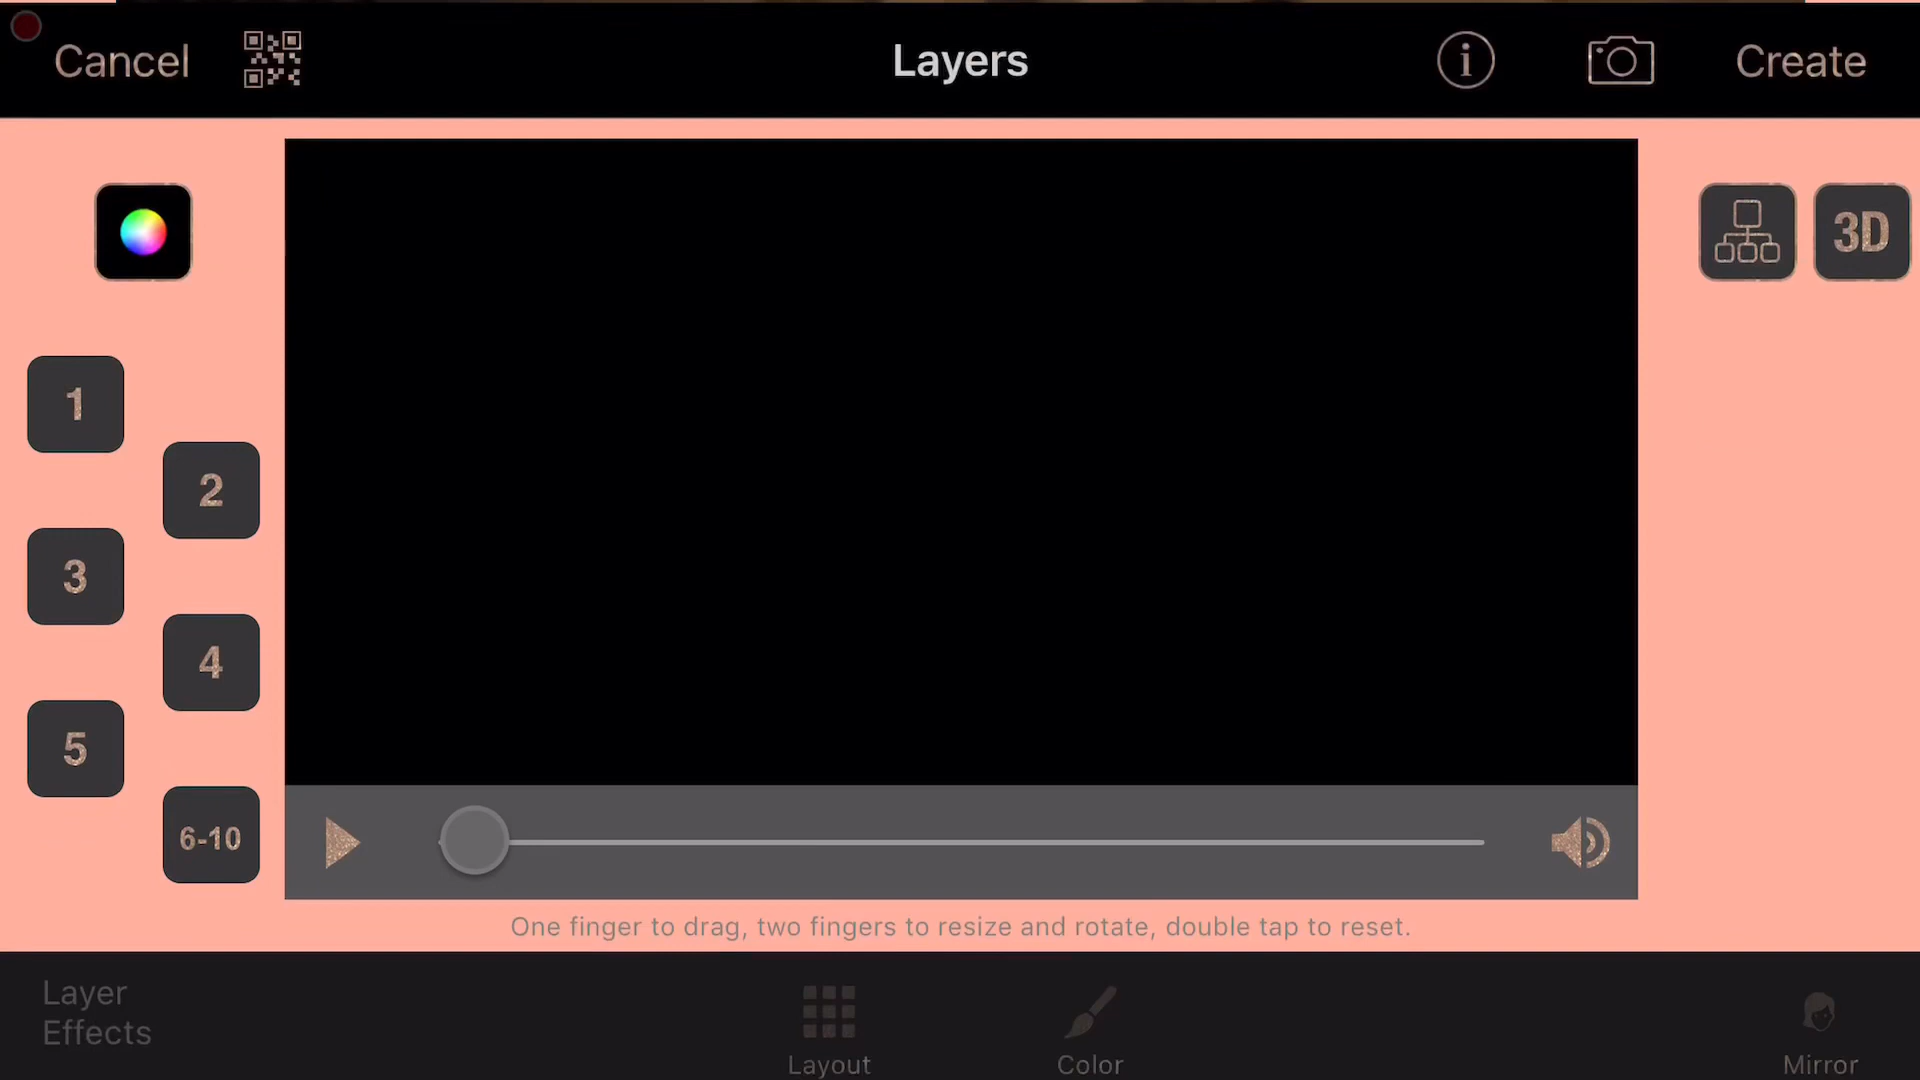 Cancel
Layers
Create
3D
1
2
3
4
5
6-10
One finger to drag, two fingers to resize and rotate, double tap to reset.
Layer
Effects
Layout
Color
Mirror